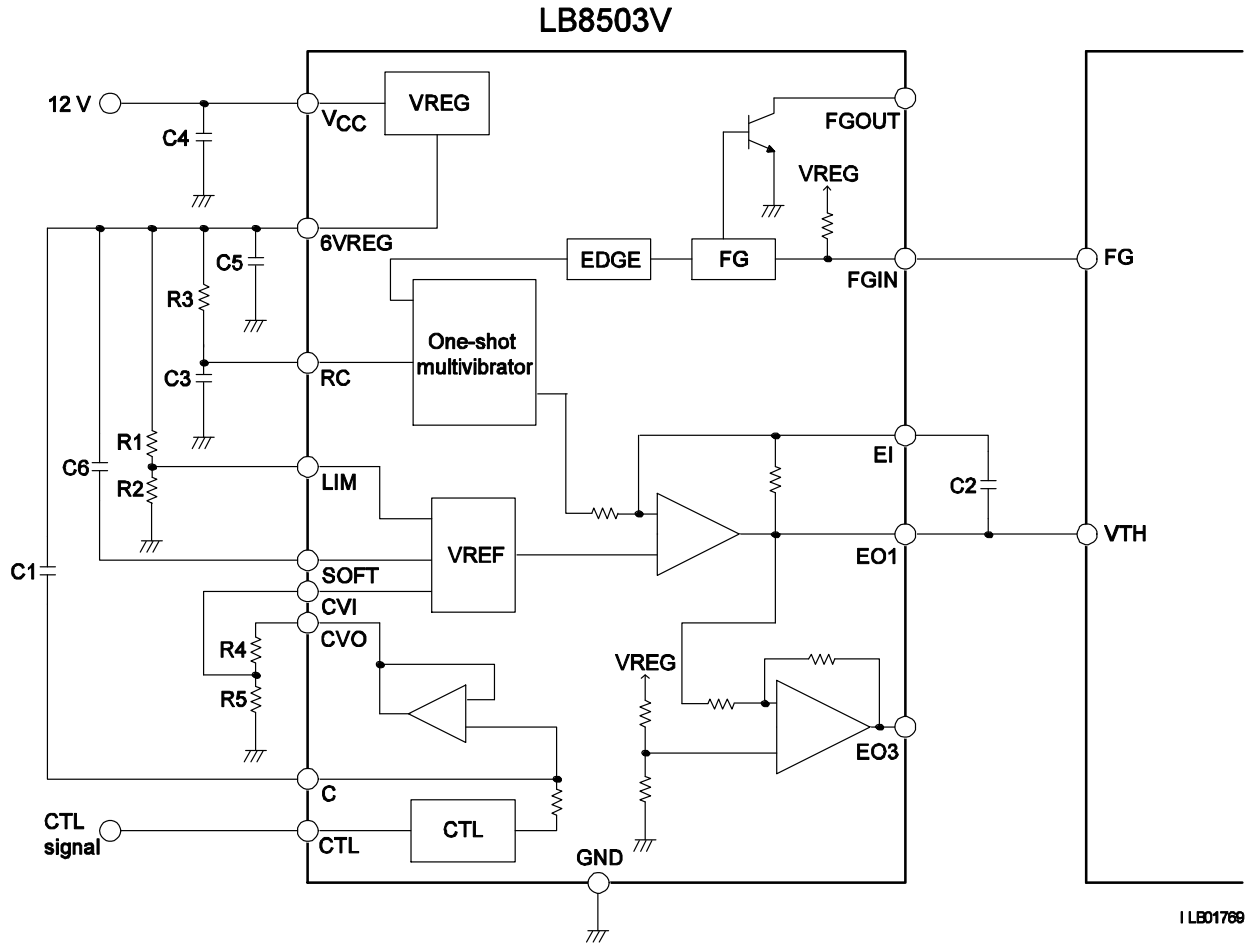 LB8503V
12 V
VCC
VREG
C4
FGOUT
VREG
6VREG
C5
EDGE
FG
FGIN
FG
R3
One-shot
multivibrator
RC
C3
R1
EI
C6
LIM
R2
C2
VREF
VTH
EO1
C1
SOFT
CVI
CVO
R4
VREG
R5
EO3
C
CTL
signal
CTL
CTL
GND
I LB01769